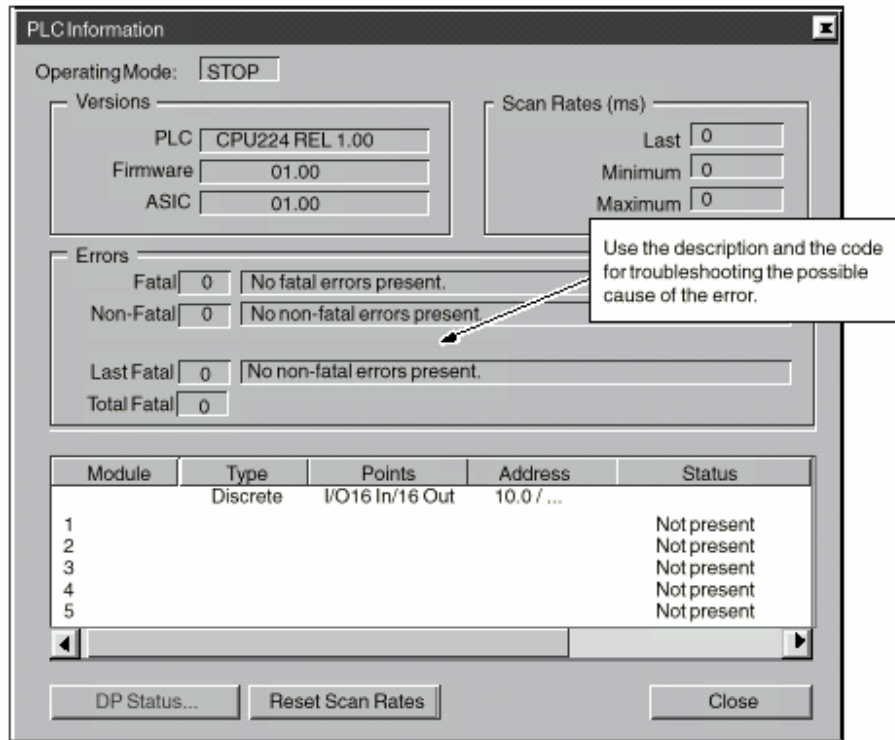 PLC Information
Operating Mode: STOP
Versions
PLC CPU224 REL 1.00
Firmware 01.00
ASIC 01.00
Scan Rates (ms)
Last 0
Minimum 0
Maximum 0
Use the description and the code
for troubleshooting the possible
cause of the error.
Errors
Fatal 0 No fatal errors present.
Non-Fatal 0 No non-fatal errors present.
Last Fatal 0 No non-fatal errors present.
Total Fatal 0
Module Type Points Address Status
Discrete I/O16 In/16 Out 10.0 / ...
1 Not present
2 Not present
3 Not present
4 Not present
5 Not present
DP Status... Reset Scan Rates Close